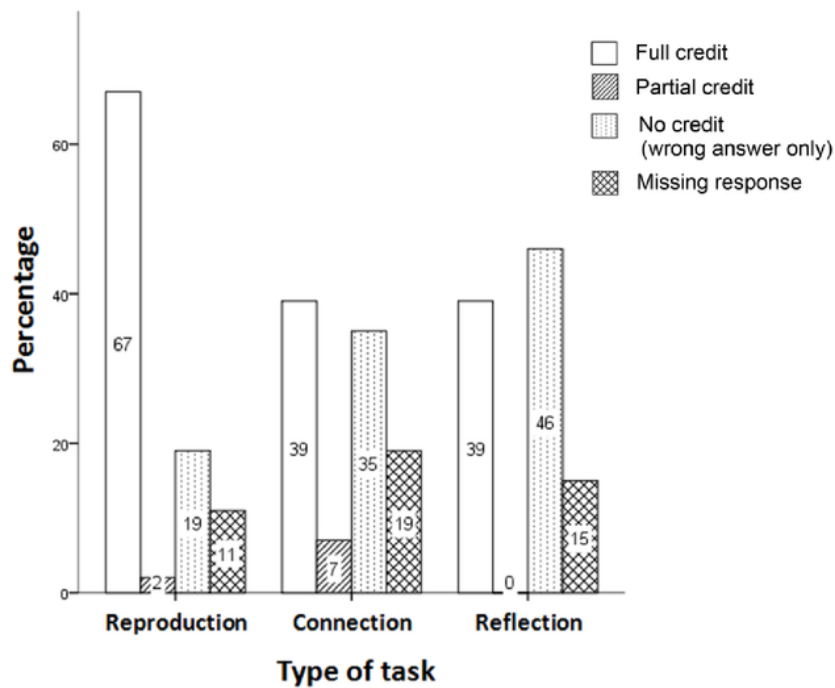 Full credit
Partial credit
No credit
(wrong answer only)
Missing response
Percentage
60
40
20
0
67
2
19
11
39
7
35
19
39
0
46
15
Reproduction Connection Reflection
Type of task